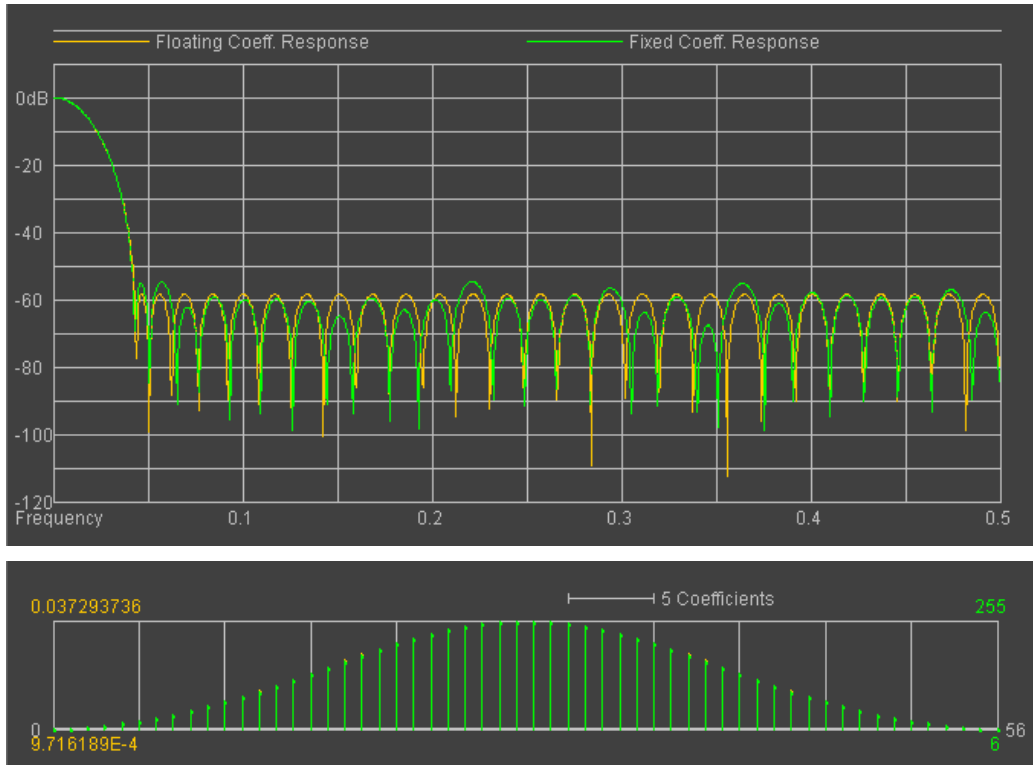 Floating Coeff. Response Fixed Coeff. Response
0dB
-20
-40
-60
-80
-100
-120
Frequency 0.1 0.2 0.3 0.4 0.5
0.037293736 5 Coefficients 255
0 56
9.716189E-4 6